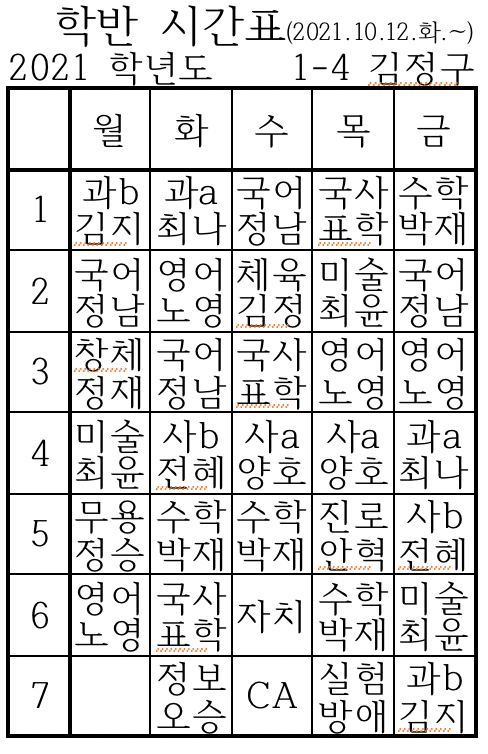 학반 시간표(2021.10.12.화.~)
2021 학년도 1-4 김정구
월 화 수 목 금
1 과b 과a 국어 국사 수학
김지 최나 정남 표학 박재
2 국어 영어 체육 미술 국어
정남 노영 김정 최윤 정남
3 창체 국어 국사 영어 영어
정재 정남 표학 노영 노영
4 미술 사b 사a 사a 과a
최윤 전혜 양호 양호 최나
5 무용 수학 수학 진로 사b
정승 박재 박재 안혁 전혜
6 영어 국사 자치 수학 미술
노영 표학 박재 최윤
7 정보 CA 실험 과b
오승 방애 김지